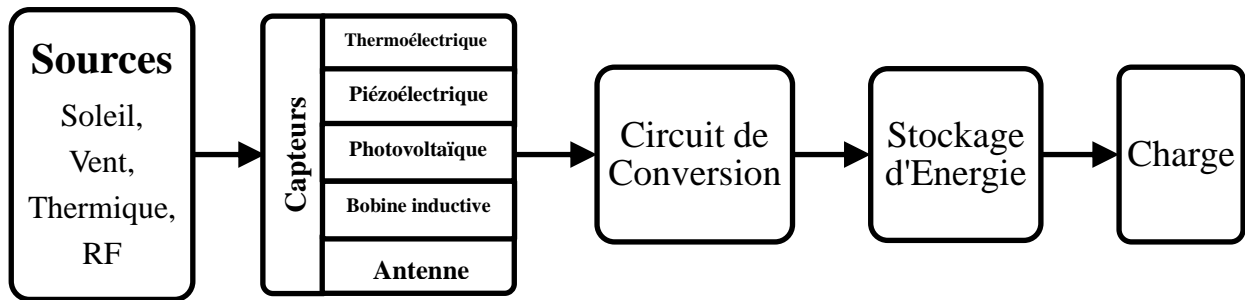 Sources
Soleil,
Vent,
Thermique,
RF
Capteurs
Thermoélectrique
Piézoélectrique
Photovoltaïque
Bobine inductive
Antenne
Circuit de
Conversion
Stockage
d'Energie
Charge